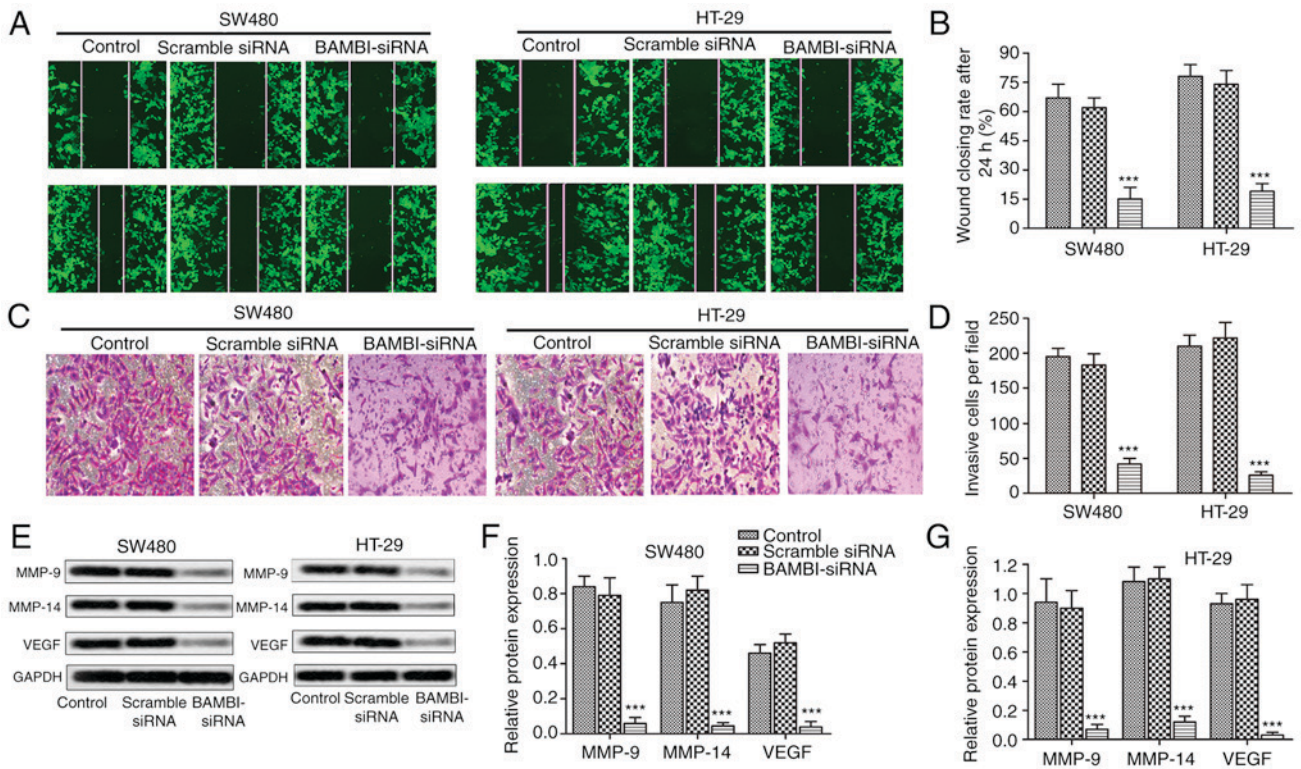 A
SW480
Control
Scramble siRNA
BAMBI-siRNA
HT-29
Control
Scramble siRNA
BAMBI-siRNA
B
Wound closing rate after
24 h (%)
90
75
60
45
30
15
0
***
***
SW480
HT-29
C
SW480
Control
Scramble siRNA
BAMBI-siRNA
HT-29
Control
Scramble siRNA
BAMBI-siRNA
D
Invasive cells per field
250
200
150
100
50
0
***
***
SW480
HT-29
E
SW480
MMP-9
MMP-14
VEGF
GAPDH
Control
Scramble
siRNA
BAMBI-
siRNA
HT-29
MMP-9
MMP-14
VEGF
GAPDH
Control
Scramble
siRNA
BAMBI-
siRNA
F
SW480
Control
Scramble siRNA
BAMBI-siRNA
Relative protein expression
1.0
0.8
0.6
0.4
0.2
0.0
***
***
***
MMP-9
MMP-14
VEGF
G
HT-29
Relative protein expression
1.2
1.0
0.8
0.6
0.4
0.2
0.0
***
***
***
MMP-9
MMP-14
VEGF